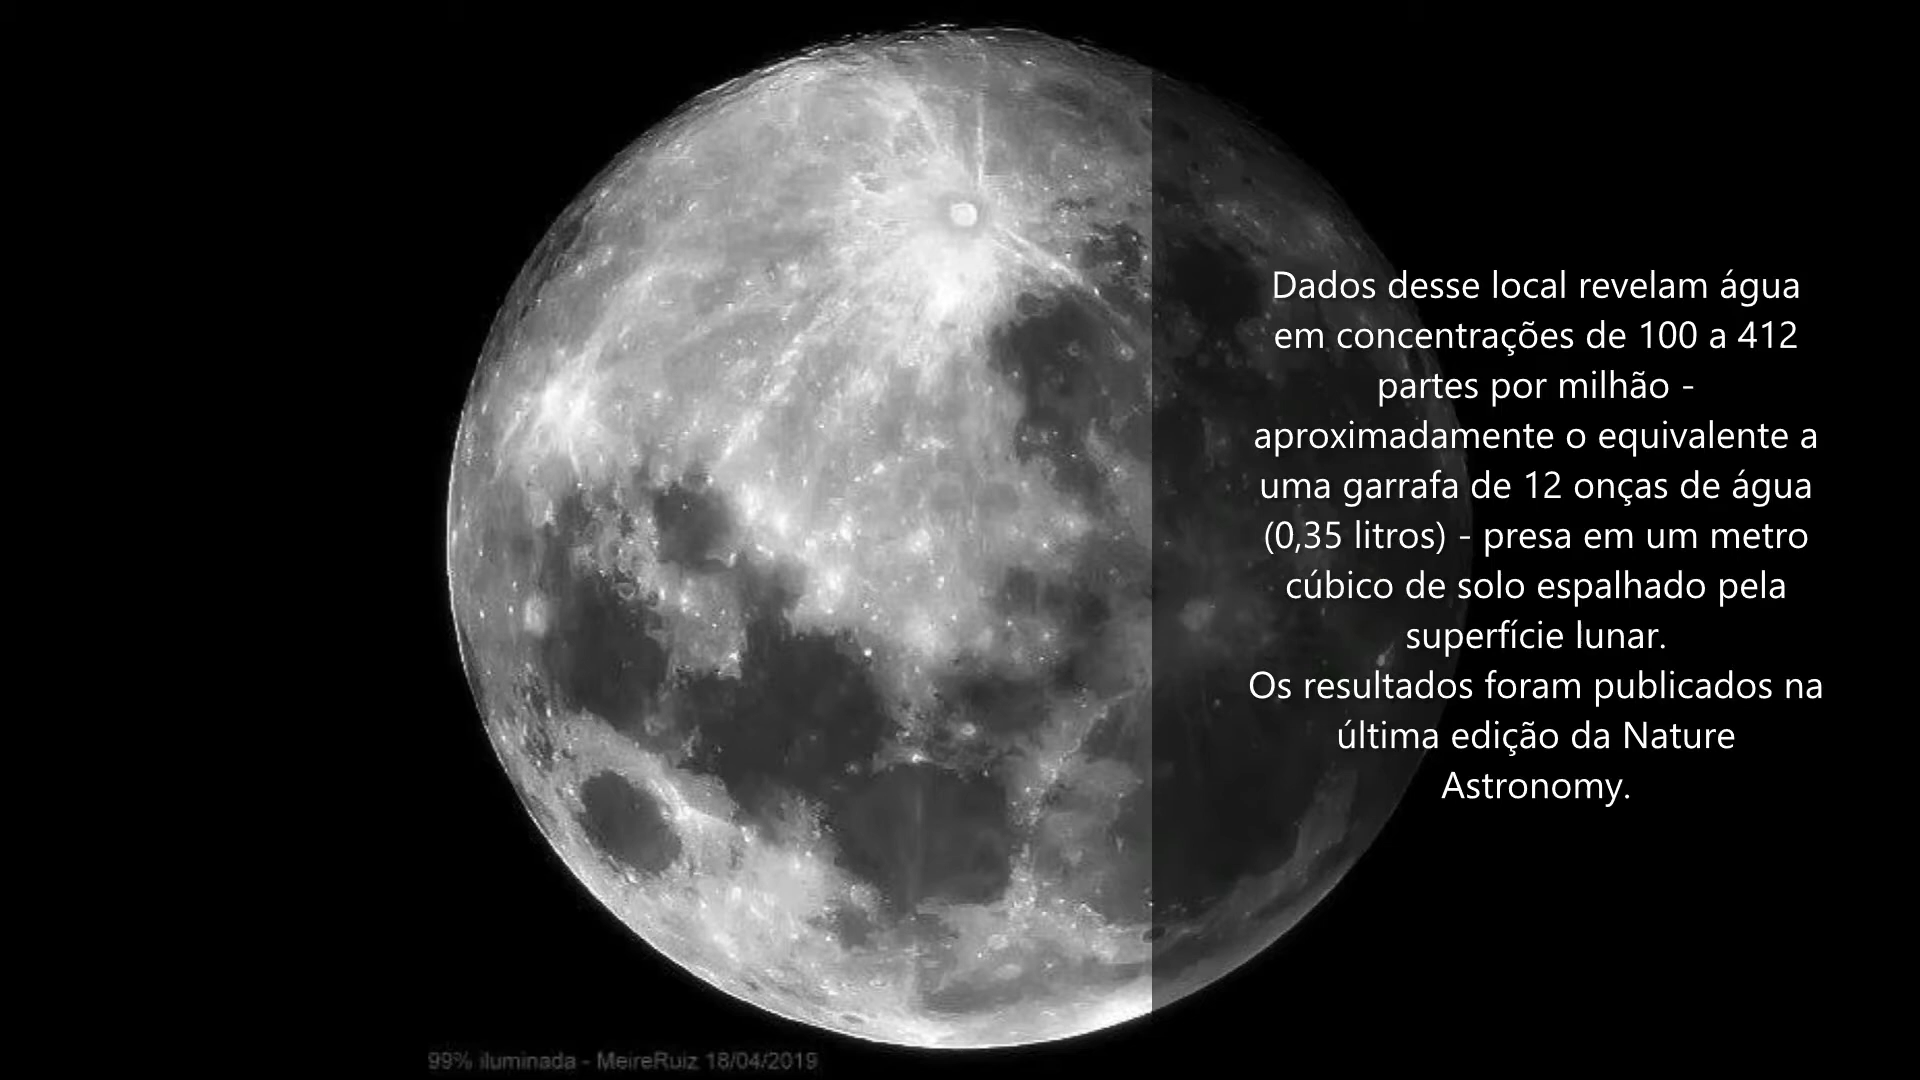 Dados desse local revelam água
em concentrações de 100 a 412
partes por milhão -
aproximadamente o equivalente a
uma garrafa de 12 onças de água
(0,35 litros) - presa em um metro
cúbico de solo espalhado pela
superfície lunar.
Os resultados foram publicados na
última edição da Nature
Astronomy.
99% iluminada - MeireRuiz 18/04/2019